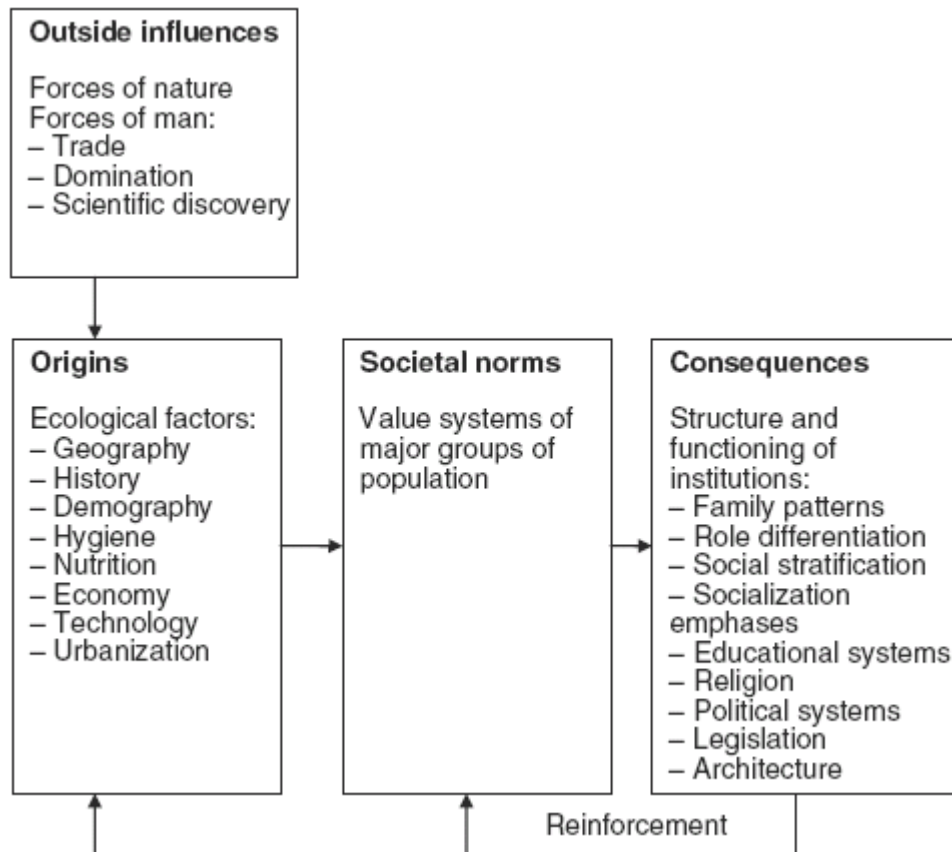 Outside influences
Forces of nature
Forces of man:
– Trade
– Domination
– Scientific discovery
Origins
Ecological factors:
– Geography
– History
– Demography
– Hygiene
– Nutrition
– Economy
– Technology
– Urbanization
Societal norms
Value systems of
major groups of
population
Consequences
Structure and
functioning of
institutions:
– Family patterns
– Role differentiation
– Social stratification
– Socialization
emphases
– Educational systems
– Religion
– Political systems
– Legislation
– Architecture
Reinforcement